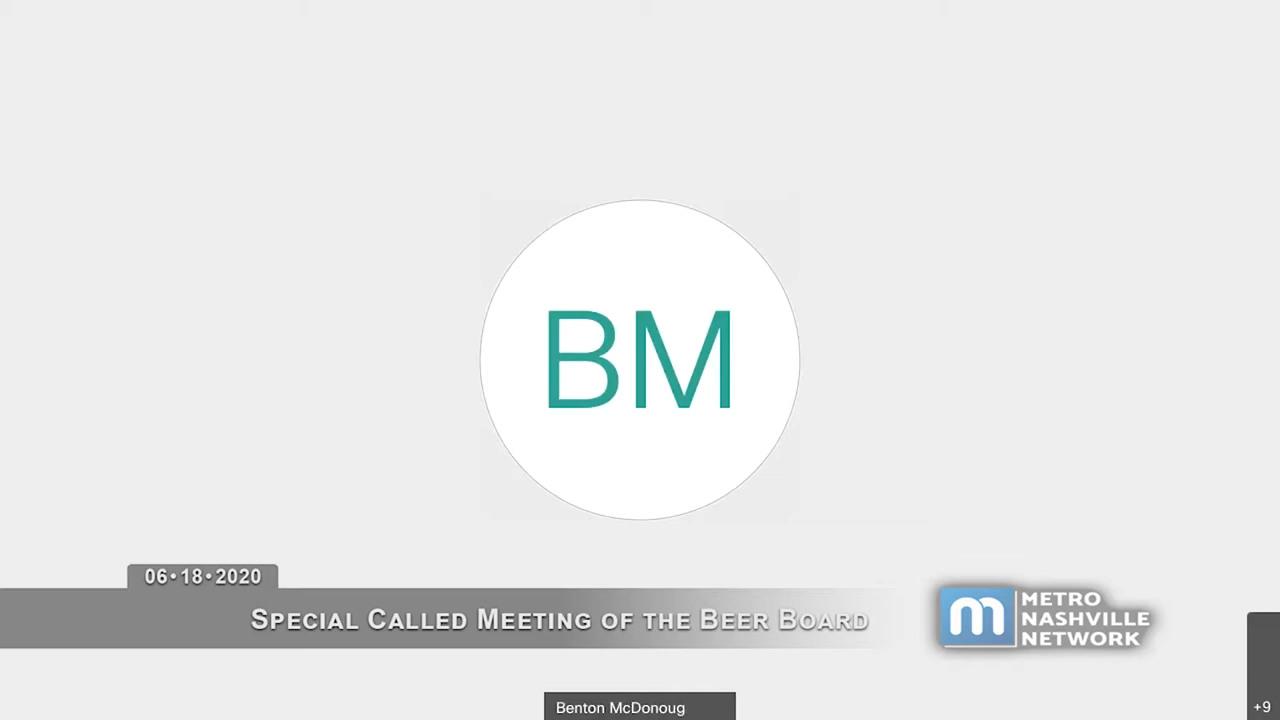 BM
06•18•2020
SPECIAL CALLED MEETING OF THE BEER BOARD
m
METRO
NASHVILLE
NETWORK
Benton McDonoug
+9